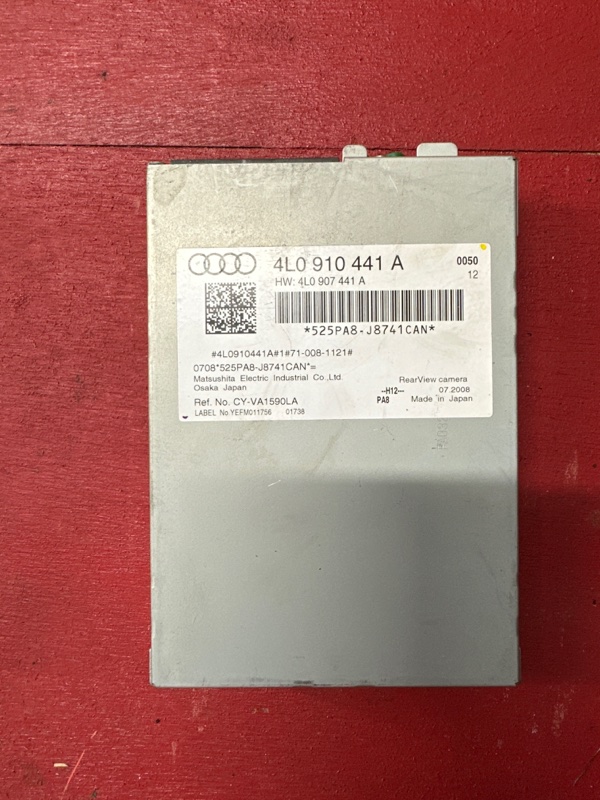 4L0 910 441 A 0050
HW: 4L0 907 441 A 12
*525PA8-J8741CAN*
#4L0910441A#1#71-008-1121#
0708*525PA8-J8741CAN*=
Matsushita Electric Industrial Co.,Ltd.
Osaka Japan
RearView camera
Ref. No. CY-VA1590LA --H12-- 07.2008
LABEL No YEFM011756 01738 PA8 Made in Japan